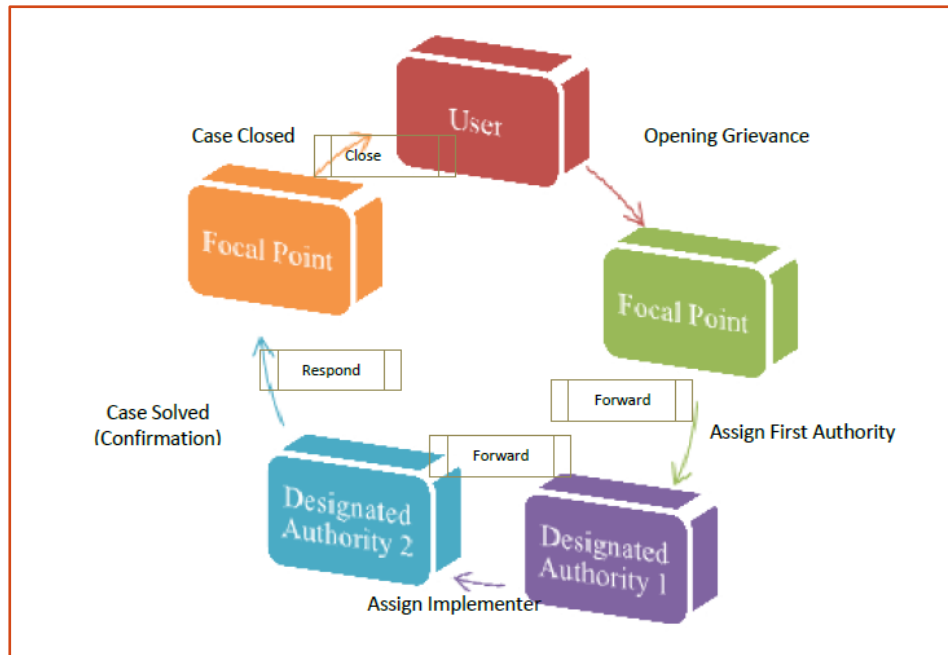 User
Opening Grievance
Case Closed
Close
Focal Point
Focal Point
Forward
Assign First Authority
Designated
Authority 1
Forward
Assign Implementer
Designated
Authority 2
Respond
Case Solved
(Confirmation)